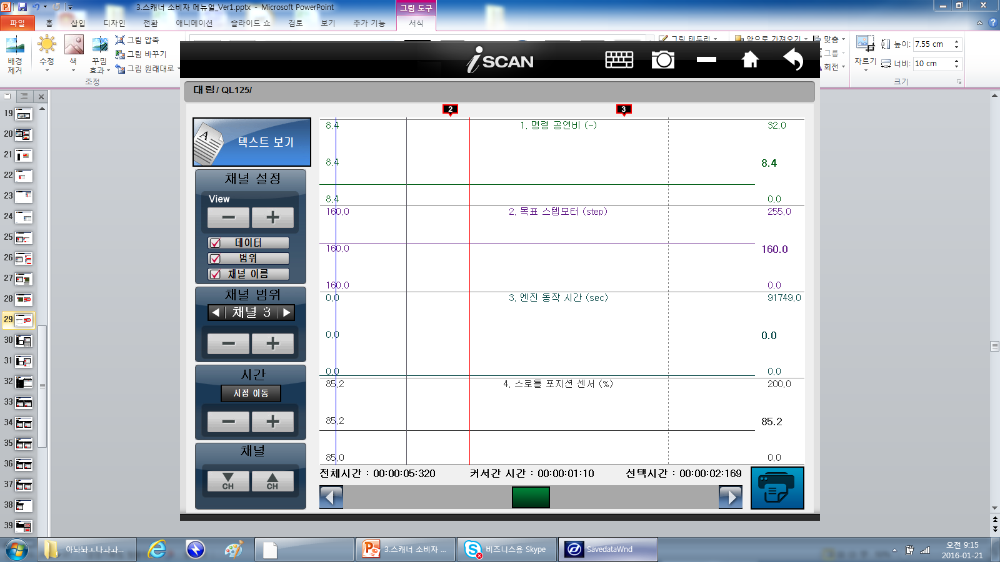 3.스캐너 소비자 메뉴얼_Ver1.pptx - Microsoft PowerPoint
그림 도구
파일 홈 삽입 디자인 전환 애니메이션 슬라이드 쇼 검토 보기 추가 기능 서식
배경 제거
수정
색
꾸밈 효과
그림 압축
그림 바꾸기
그림 원래대로
조정
그림 테두리
앞으로 가져오기
맞춤
그룹
회전
자르기
높이: 7.55 cm
너비: 10 cm
크기
iSCAN
대림/ QL125/
2 3
텍스트 보기
채널 설정
View
데이터
범위
채널 이름
채널 범위
채널 3
시간
시점 이동
채널
CH CH
8.4 1. 명령 공연비 (-) 32.0
8.4 8.4
8.4 0.0
160.0 2. 목표 스텝모터 (step) 255.0
160.0 160.0
160.0 0.0
0.0 3. 엔진 동작 시간 (sec) 91749.0
0.0 0.0
0.0 0.0
85.2 4. 스로틀 포지션 센서 (%) 200.0
85.2 85.2
85.0 0.0
전체시간 : 00:00:05:320 커서간 시간 : 00:00:01:10 선택시간 : 00:00:02:169
19
20
21
22
23
24
25
26
27
28
29
30
31
32
33
34
35
36
37
38
39
3.스캐너 소비자 ...
비즈니스용 Skype
SavedataWnd
오전 9:15
2016-01-21